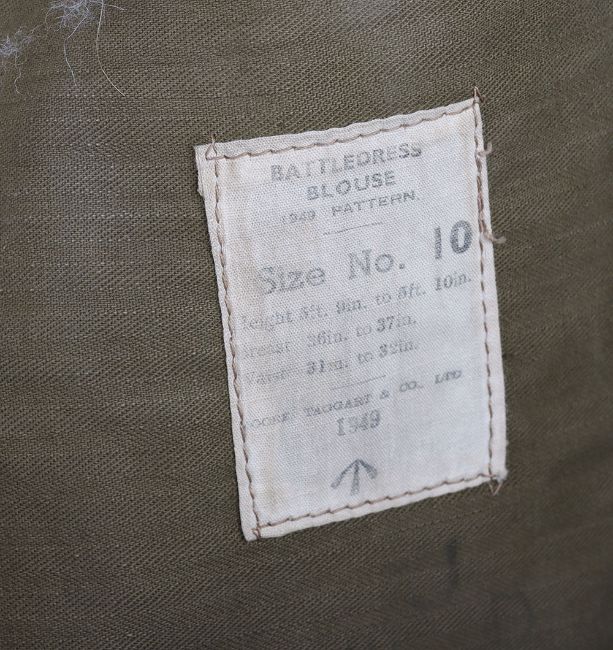 BATTLEDRESS
BLOUSE
1949 PATTERN.
Size No. 10
Height 5ft. 9in. to 5ft. 10in.
Breast 36in. to 37in.
Waist 31in. to 32in.
TAGGART & CO., LTD
1949